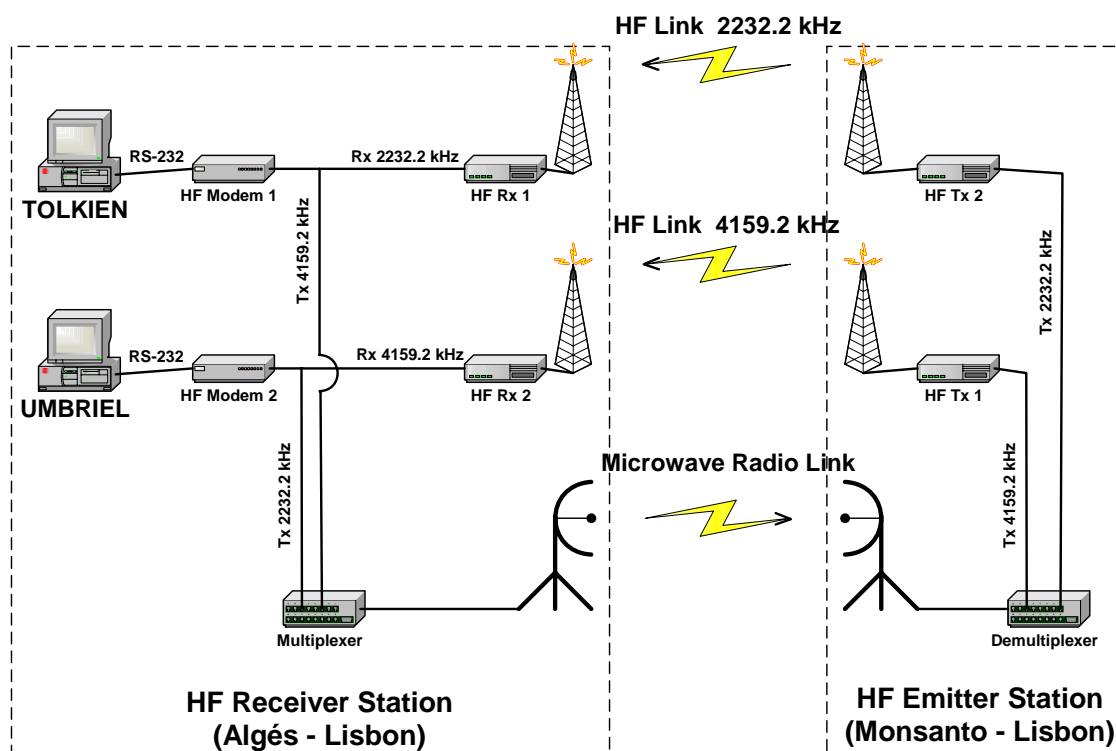 HF Link 2232.2 kHz
RS-232
Rx 2232.2 kHz
HF Modem 1
HF Rx 1
HF Tx 2
TOLKIEN
Tx 4159.2 kHz
HF Link 4159.2 kHz
Tx 2232.2 kHz
RS-232
Rx 4159.2 kHz
HF Modem 2
HF Rx 2
HF Tx 1
UMBRIEL
Tx 2232.2 kHz
Microwave Radio Link
Tx 4159.2 kHz
Multiplexer
Demultiplexer
HF Receiver Station
(Algés - Lisbon)
HF Emitter Station
(Monsanto - Lisbon)